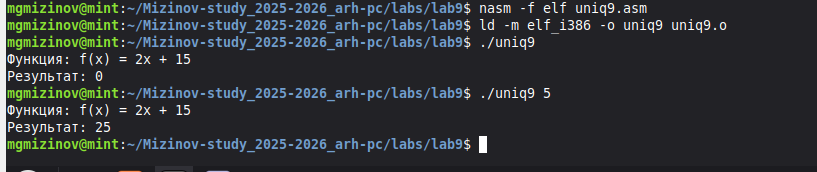 mgmizinov@mint:~/Mizinov-study_2025-2026_arh-pc/labs/lab9$ nasm -f elf uniq9.asm
mgmizinov@mint:~/Mizinov-study_2025-2026_arh-pc/labs/lab9$ ld -m elf_i386 -o uniq9 uniq9.o
mgmizinov@mint:~/Mizinov-study_2025-2026_arh-pc/labs/lab9$ ./uniq9
Функция: f(x) = 2x + 15
Результат: 0
mgmizinov@mint:~/Mizinov-study_2025-2026_arh-pc/labs/lab9$ ./uniq9 5
Функция: f(x) = 2x + 15
Результат: 25
mgmizinov@mint:~/Mizinov-study_2025-2026_arh-pc/labs/lab9$